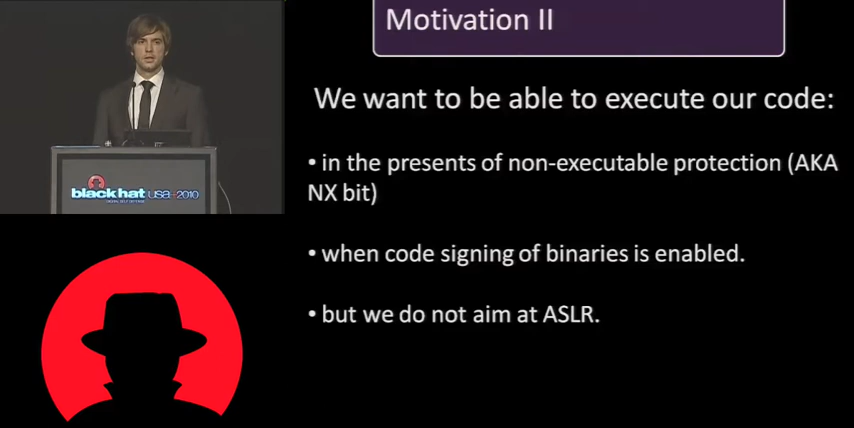 Motivation II
We want to be able to execute our code:
• in the presents of non-executable protection (AKA
NX bit)
• when code signing of binaries is enabled.
• but we do not aim at ASLR.
black hat USA+2010